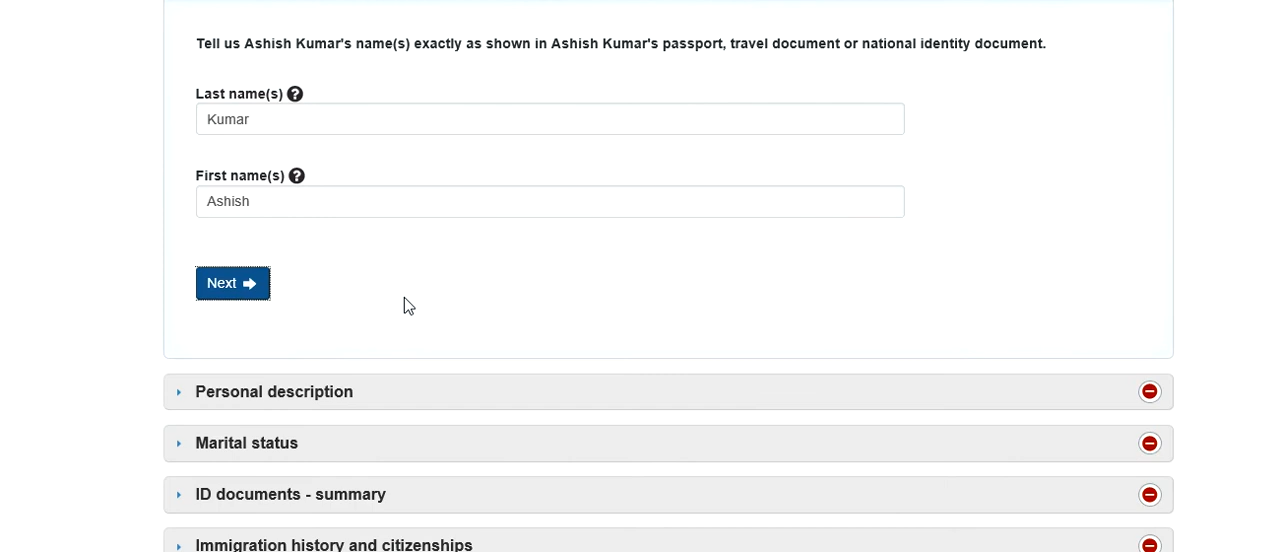 Tell us Ashish Kumar's name(s) exactly as shown in Ashish Kumar's passport, travel document or national identity document.
Last name(s) ?
Kumar
First name(s) ?
Ashish
Next
Personal description
Marital status
ID documents - summary
Immigration history and citizenships